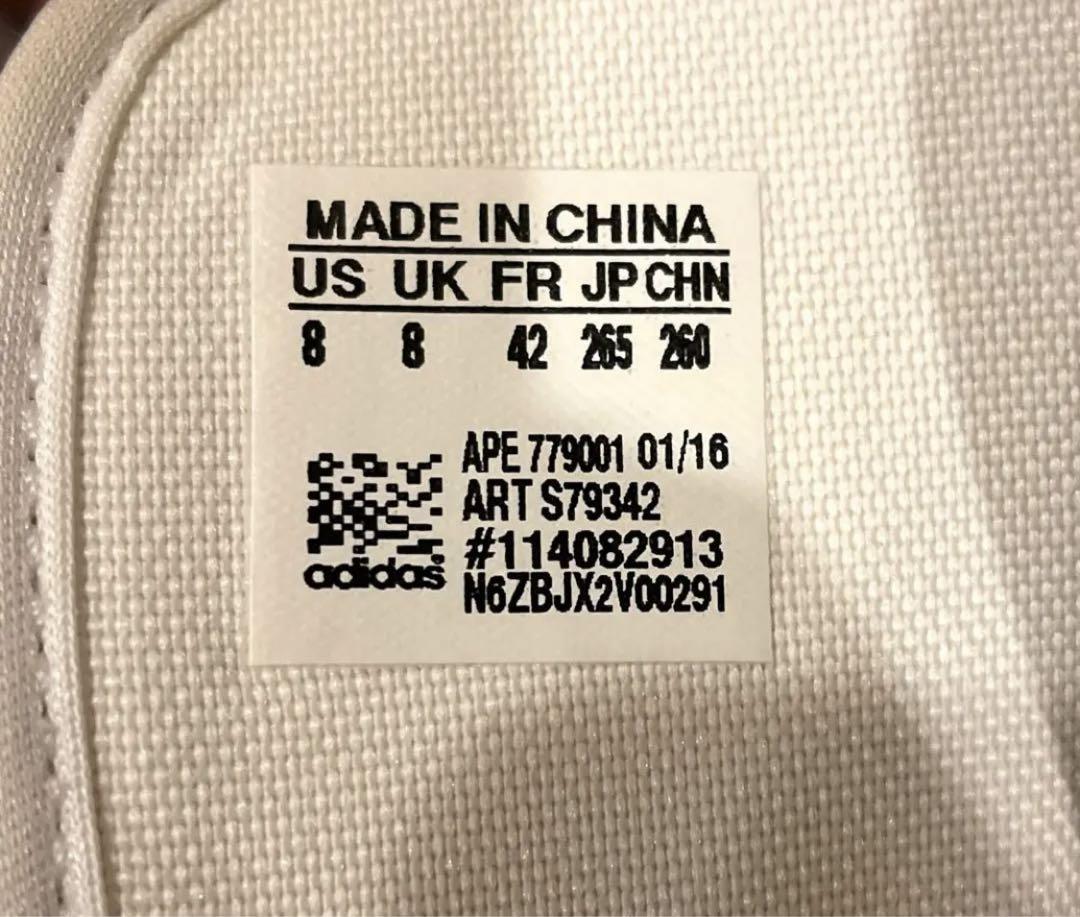 MADE IN CHINA
US UK FR JP CHN
8 8 42 265 260
APE 779001 01/16
ART S79342
#114082913
adidas
N6ZBJX2V00291